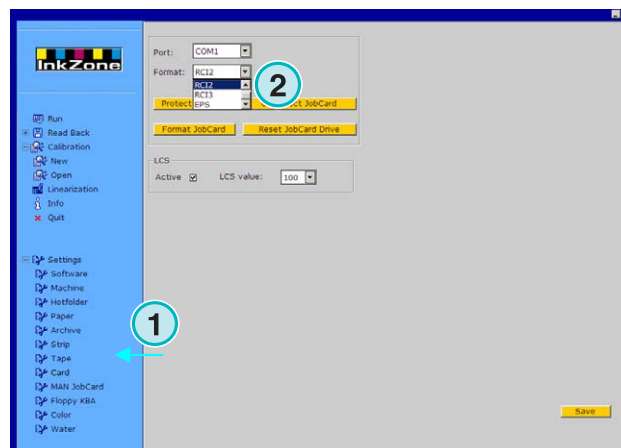 InkZone
Run
Read Back
Calibration
New
Open
Linearization
Info
Quit
Settings
Software
Machine
Hotfolder
Paper
Archive
Strip
Tape
Card
MAN JobCard
Floppy KBA
Color
Water
1
Port: COM1
Format: RCI2
RCI2
RCI3
EPS
2
Protect
ct JobCard
Format JobCard Reset JobCard Drive
LCS
Active LCS value: 100
Save